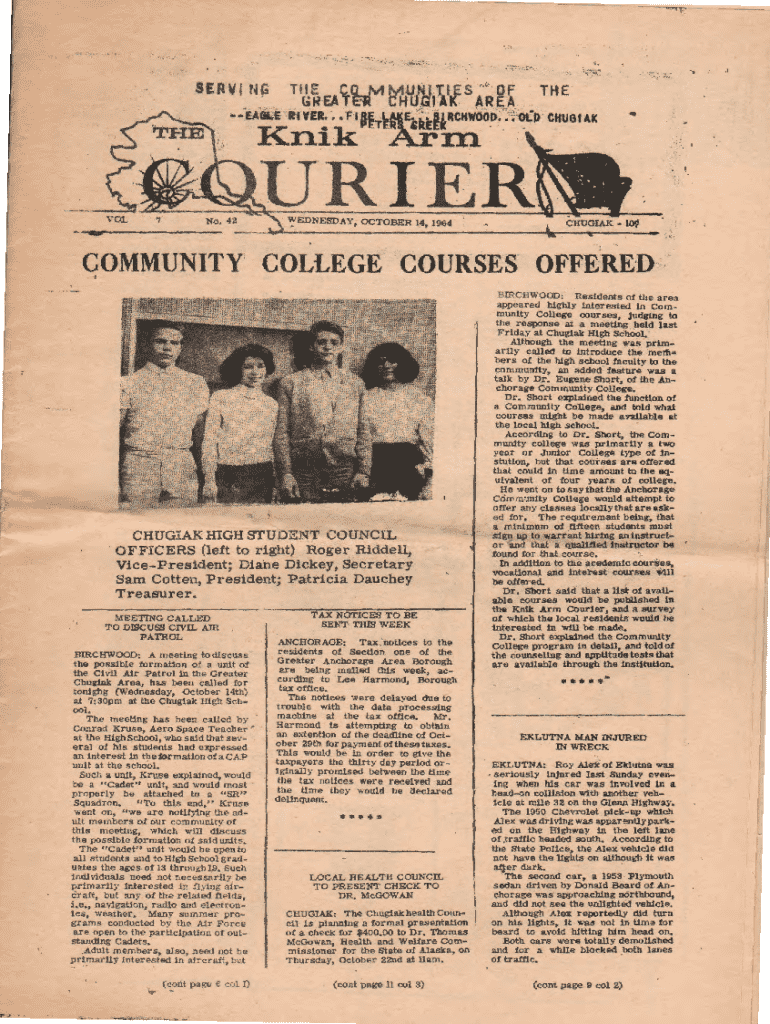 SERVING THE COMMUNITIES OF THE
GREATER CHUGIAK AREA
--EAGLE RIVER...FIRE LAKE...BIRCHWOOD...OLD CHUGIAK
PETERS CREEK
THE
Knik Arm
COURIER
VOL 7 No. 42 WEDNESDAY, OCTOBER 14, 1964 CHUGIAK - 10¢
COMMUNITY COLLEGE COURSES OFFERED
CHUGIAK HIGH STUDENT COUNCIL
OFFICERS (left to right) Roger Riddell,
Vice-President; Diane Dickey, Secretary
Sam Cotten, President; Patricia Dauchey
Treasurer.
MEETING CALLED
TO DISCUSS CIVIL AIR
PATROL
BIRCHWOOD: A meeting to discuss
the possible formation of a unit of
the Civil Air Patrol in the Greater
Chugiak Area, has been called for
tonighg (Wednesday, October 14th)
at 7:30pm at the Chugiak High Sch-
ool.
The meeting has been called by
Conrad Kruse, Aero Space Teacher
at the High School, who said that sev-
eral of his students had expressed
an interest in the formation of a CAP
unit at the school.
Such a unit, Kruse explained, would
be a "Cadet" unit, and would most
properly be attached to a "SR"
Squadron. "To this end," Kruse
went on, "we are notifying the ad-
ult members of our community of
this meeting, which will discuss
the possible formation of said units.
The "Cadet" unit would be open to
all students and to High School grad-
uates the ages of 13 through 19. Such
individuals need not necessarily be
primarily interested in flying air-
craft, but any of the related fields,
i.e., navigation, radio and electron-
ics, weather. Many summer pro-
grams conducted by the Air Force
are open to the participation of out-
standing Cadets.
Adult members, also, need not be
primarily interested in aircraft, but
(cont page 6 col 1)
TAX NOTICES TO BE
SENT THIS WEEK
ANCHORAGE: Tax notices to the
residents of Section one of the
Greater Anchorage Area Borough
are being mailed this week, ac-
cording to Lee Harmond, Borough
tax office.
The notices were delayed due to
trouble with the data processing
machine at the tax office. Mr.
Harmond is attempting to obtain
an extention of the deadline of Oct-
ober 29th for payment of these taxes.
This would be in order to give the
taxpayers the thirty day period or-
iginally promised between the time
the tax notices were received and
the time they would be declared
delinquent.
* * * * *
LOCAL HEALTH COUNCIL
TO PRESENT CHECK TO
DR. McGOWAN
CHUGIAK: The Chugiak health Coun-
cil is planning a formal presentation
of a check for $400.00 to Dr. Thomas
McGowan, Health and Welfare Com-
missioner for the State of Alaska, on
Thursday, October 22nd at 11am.
(cont page 11 col 3)
BIRCHWOOD: Residents of the area
appeared highly interested in Com-
munity College courses, judging to
the response at a meeting held last
Friday at Chugiak High School.
Although the meeting was prim-
arily called to introduce the mem-
bers of the high school faculty to the
community, an added feature was a
talk by Dr. Eugene Short, of the An-
chorage Community College.
Dr. Short explained the function of
a Community College, and told what
courses might be made available at
the local high school.
According to Dr. Short, the Com-
munity college was primarily a two
year or Junior College type of in-
stution, but that courses are offered
that could in time amount to the eq-
uivalent of four years of college.
He went on to say that the Anchorage
Community College would attempt to
offer any classes locally that are ask-
ed for. The requirement being, that
a minimum of fifteen students must
sign up to warrant hiring an instruct-
or and that a qualified instructor be
found for that course.
In addition to the academic courses,
vocational and interest courses will
be offered.
Dr. Short said that a list of avail-
able courses would be published in
the Knik Arm Courier, and a survey
of which the local residents would be
interested in will be made.
Dr. Short explained the Community
College program in detail, and told of
the counseling and apptitude tests that
are available through the institution.
* * * * *
EKLUTNA MAN INJURED
IN WRECK
EKLUTNA: Roy Alex of Eklutna was
seriously injured last Sunday even-
ing when his car was involved in a
head-on collision with another veh-
icle at mile 32 on the Glenn Highway.
The 1950 Chevrolet pick-up which
Alex was driving was apparently park-
ed on the Highway in the left lane
of traffic headed south. According to
the State Police, the Alex vehicle did
not have the lights on although it was
after dark.
The second car, a 1953 Plymouth
sedan driven by Donald Beard of An-
chorage was approaching northbound,
and did not see the unlighted vehicle.
Although Alex reportedly did turn
on his lights, it was not in time for
beard to avoid hitting him head on.
Both cars were totally demolished
and for a while blocked both lanes
of traffic.
(cont page 9 col 2)